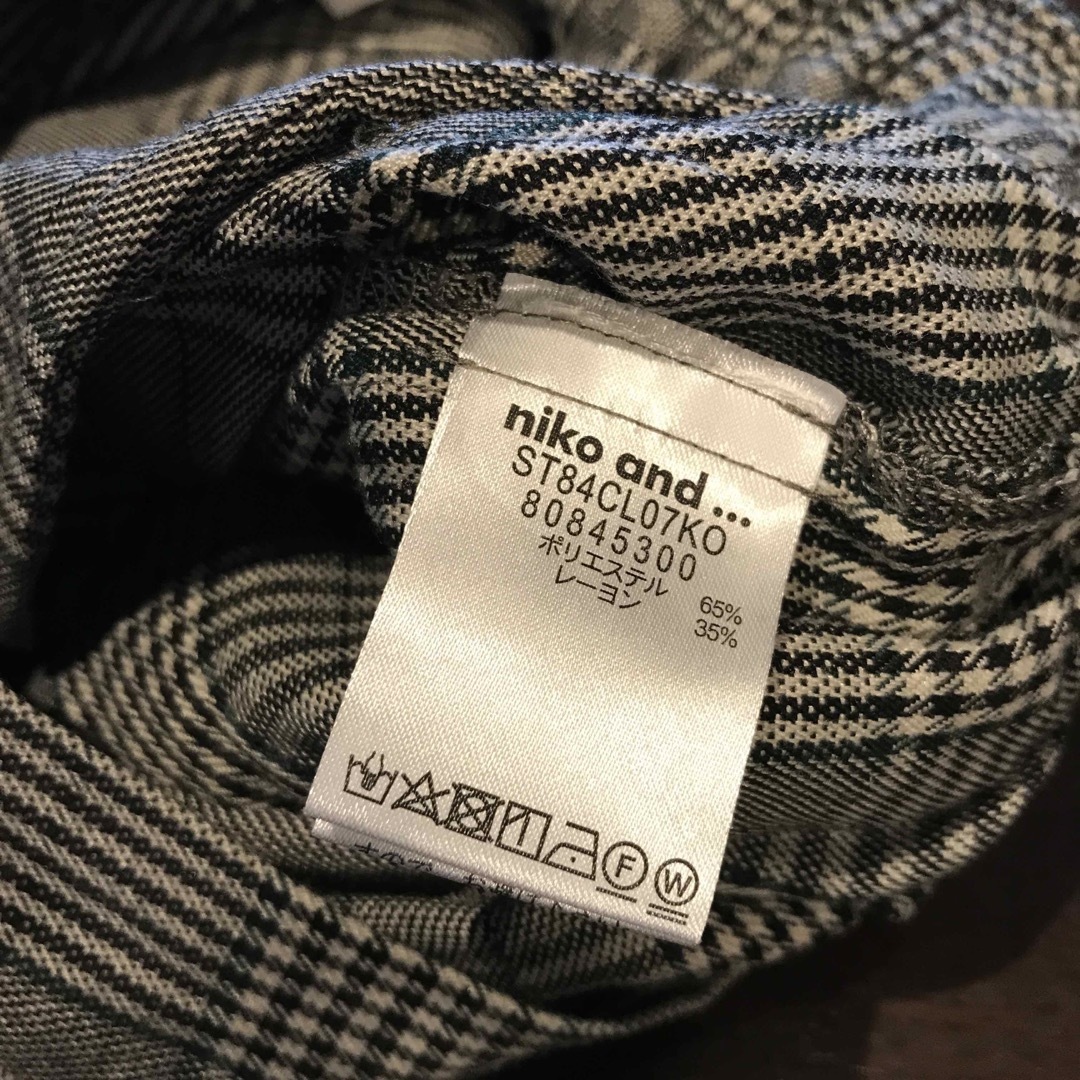 niko and ...
ST84CL07KO
80845300
ポリエステル 65%
レーヨン 35%
F W